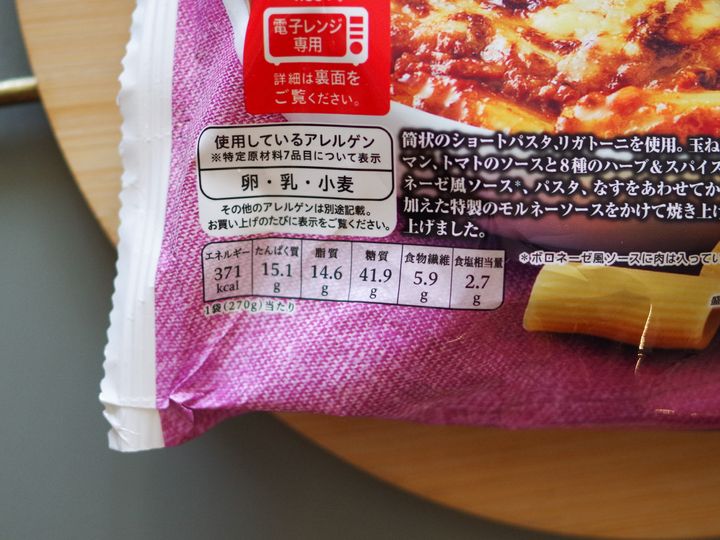 電子レンジ
専用
詳細は裏面を
ご覧ください。
使用しているアレルゲン
※特定原材料7品目について表示
卵・乳・小麦
その他のアレルゲンは別途記載。
お買い上げのたびに表示をご覧ください。
筒状のショートパスタ、リガトーニを使用。玉ね
マン、トマトのソースと8種のハーブ&スパイス
ネーゼ風ソース*、パスタ、なすをあわせてか
加えた特製のモルネーソースをかけて焼き上げ
上げました。
*ボロネーゼ風ソースに肉は入ってい
エネルギー たんぱく質 脂質 糖質 食物繊維 食塩相当量
371 15.1 14.6 41.9 5.9 2.7
kcal g g g g g
1袋(270g)当たり